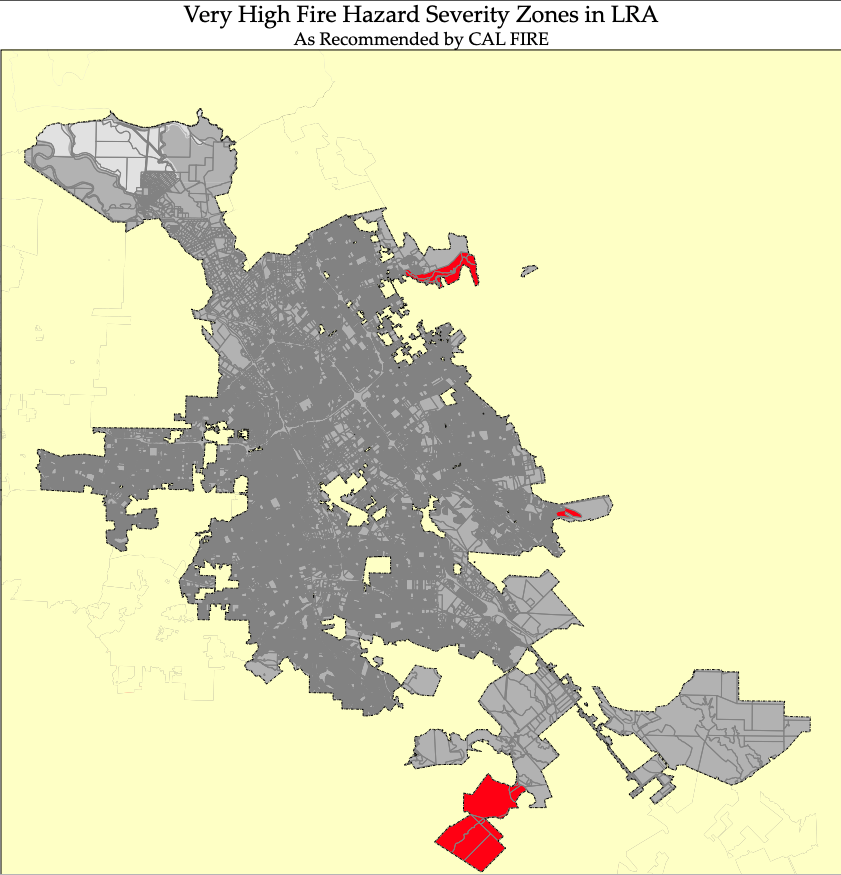 Very High Fire Hazard Severity Zones in LRA
As Recommended by CAL FIRE